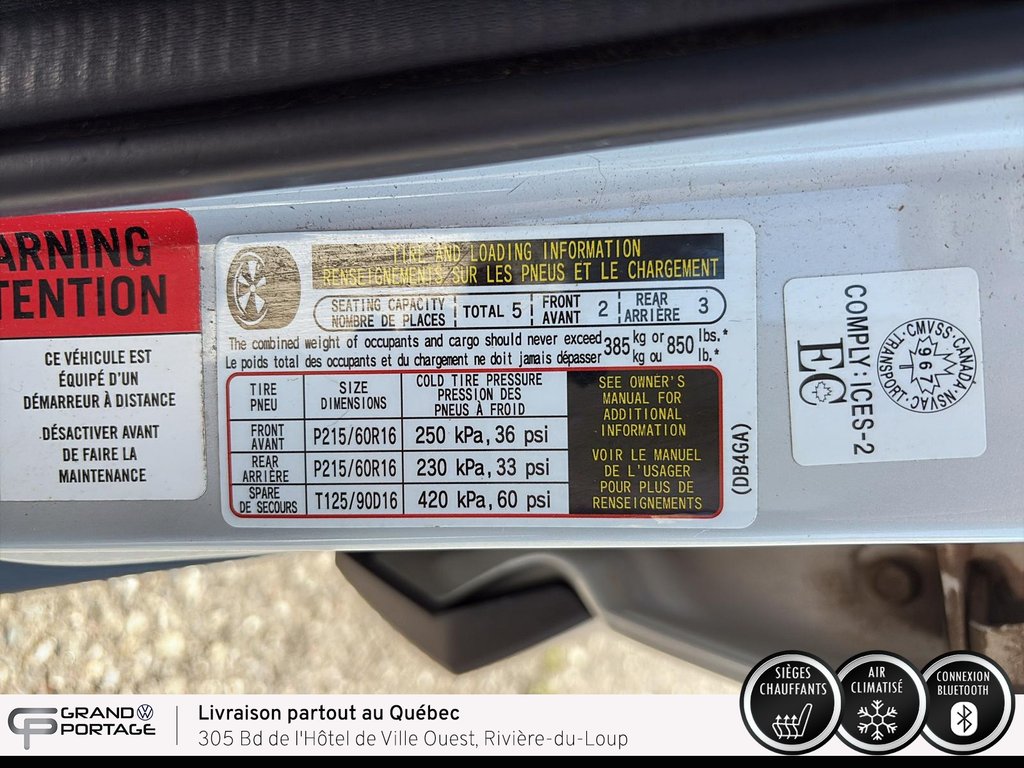 ARNING
TENTION
CE VÉHICULE EST
ÉQUIPÉ D'UN
DÉMARREUR À DISTANCE
DÉSACTIVER AVANT
DE FAIRE LA
MAINTENANCE
TIRE AND LOADING INFORMATION
RENSEIGNEMENTS SUR LES PNEUS ET LE CHARGEMENT
SEATING CAPACITY
NOMBRE DE PLACES
TOTAL 5
FRONT
AVANT
2
REAR
ARRIÈRE
3
The combined weight of occupants and cargo should never exceed
Le poids total des occupants et du chargement ne doit jamais dépasser
385 kg or 850 lbs.*
kg ou lb.*
TIRE
PNEU
SIZE
DIMENSIONS
COLD TIRE PRESSURE
PRESSION DES
PNEUS À FROID
FRONT
AVANT
P215/60R16
250 kPa, 36 psi
REAR
ARRIÈRE
P215/60R16
230 kPa, 33 psi
SPARE
DE SECOURS
T125/90D16
420 kPa, 60 psi
SEE OWNER'S
MANUAL FOR
ADDITIONAL
INFORMATION
VOIR LE MANUEL
DE L'USAGER
POUR PLUS DE
RENSEIGNEMENTS
(DB4GA)
COMPLY:ICES-2
EC
CMVSS·CANADA·NSVAC·TRANSPORT·
967
T
GP
GRAND
PORTAGE
Livraison partout au Québec
305 Bd de l'Hôtel de Ville Ouest, Rivière-du-Loup
SIÈGES
CHAUFFANTS
AIR
CLIMATISÉ
CONNEXION
BLUETOOTH